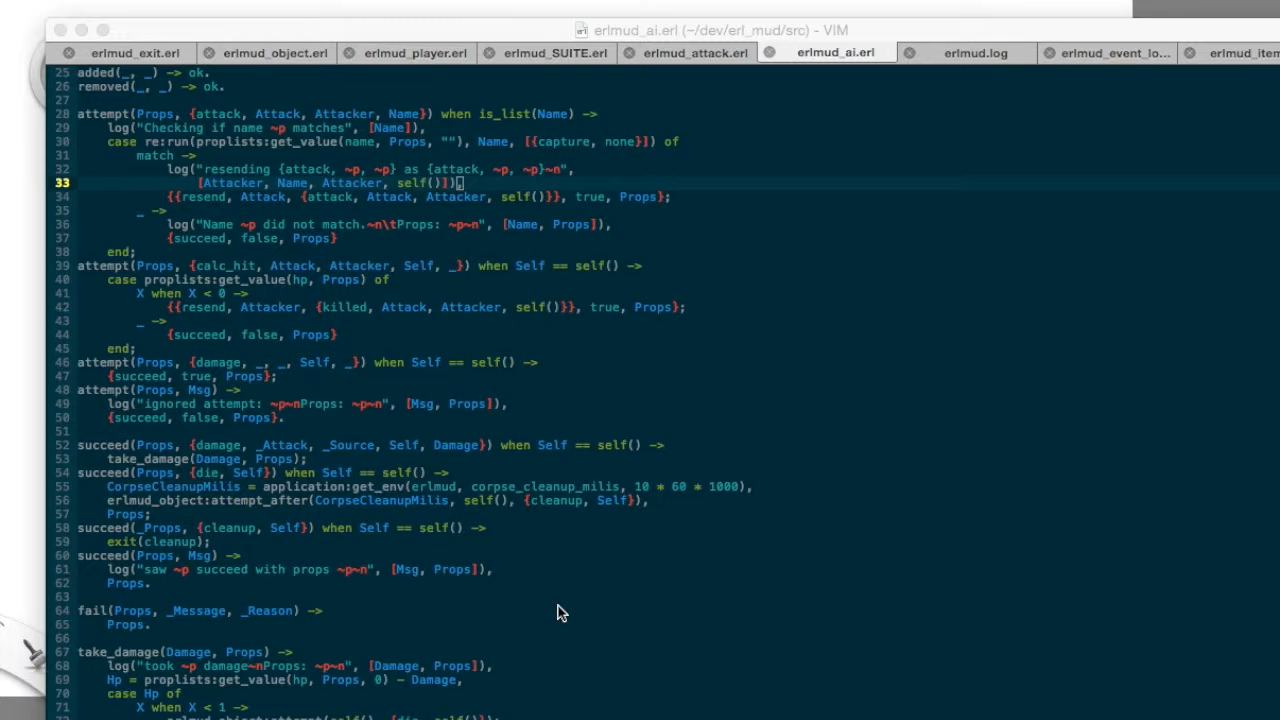 erlmud_ai.erl (~/dev/erl_mud/src) - VIM
erlmud_exit.erl erlmud_object.erl erlmud_player.erl erlmud_SUITE.erl erlmud_attack.erl erlmud_ai.erl erlmud.log erlmud_event_lo... erlmud_item
25 added(_, _) -> ok.
26 removed(_, _) -> ok.
27
28 attempt(Props, {attack, Attack, Attacker, Name}) when is_list(Name) ->
29 log("Checking if name ~p matches", [Name]),
30 case re:run(proplists:get_value(name, Props, ""), Name, [{capture, none}]) of
31 match ->
32 log("resending {attack, ~p, ~p} as {attack, ~p, ~p}~n",
33 [Attacker, Name, Attacker, self()]),
34 {{resend, Attack, {attack, Attack, Attacker, self()}}, true, Props};
35 _ ->
36 log("Name ~p did not match.~n\tProps: ~p~n", [Name, Props]),
37 {succeed, false, Props}
38 end;
39 attempt(Props, {calc_hit, Attack, Attacker, Self, _}) when Self == self() ->
40 case proplists:get_value(hp, Props) of
41 X when X < 0 ->
42 {{resend, Attacker, {killed, Attack, Attacker, self()}}, true, Props};
43 _ ->
44 {succeed, false, Props}
45 end;
46 attempt(Props, {damage, _, _, Self, _}) when Self == self() ->
47 {succeed, true, Props};
48 attempt(Props, Msg) ->
49 log("ignored attempt: ~p~nProps: ~p~n", [Msg, Props]),
50 {succeed, false, Props}.
51
52 succeed(Props, {damage, _Attack, _Source, Self, Damage}) when Self == self() ->
53 take_damage(Damage, Props);
54 succeed(Props, {die, Self}) when Self == self() ->
55 CorpseCleanupMilis = application:get_env(erlmud, corpse_cleanup_milis, 10 * 60 * 1000),
56 erlmud_object:attempt_after(CorpseCleanupMilis, self(), {cleanup, Self}),
57 Props;
58 succeed(_Props, {cleanup, Self}) when Self == self() ->
59 exit(cleanup);
60 succeed(Props, Msg) ->
61 log("saw ~p succeed with props ~p~n", [Msg, Props]),
62 Props.
63
64 fail(Props, _Message, _Reason) ->
65 Props.
66
67 take_damage(Damage, Props) ->
68 log("took ~p damage~nProps: ~p~n", [Damage, Props]),
69 Hp = proplists:get_value(hp, Props, 0) - Damage,
70 case Hp of
71 X when X < 1 ->